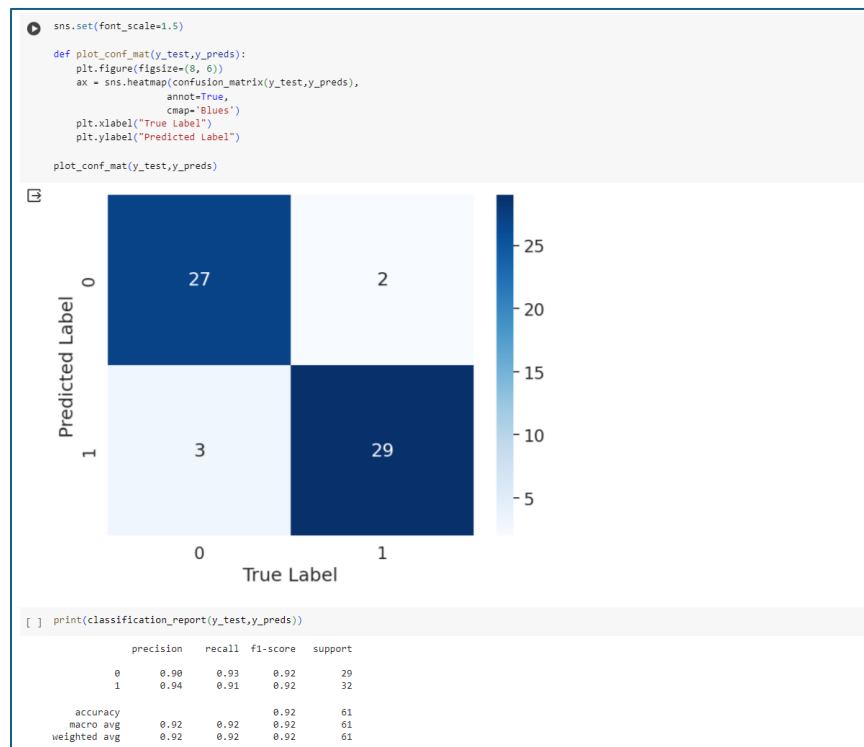 sns.set(font_scale=1.5)
def plot_conf_mat(y_test,y_preds):
    plt.figure(figsize=(8, 6))
    ax = sns.heatmap(confusion_matrix(y_test,y_preds),
                     annot=True,
                     cmap='Blues')
    plt.xlabel("True Label")
    plt.ylabel("Predicted Label")
plot_conf_mat(y_test,y_preds)
27 2
3 29
0
1
Predicted Label
0 1
True Label
25
20
15
10
5
[ ] print(classification_report(y_test,y_preds))
precision recall f1-score support
0 0.90 0.93 0.92 29
1 0.94 0.91 0.92 32
accuracy 0.92 61
macro avg 0.92 0.92 0.92 61
weighted avg 0.92 0.92 0.92 61